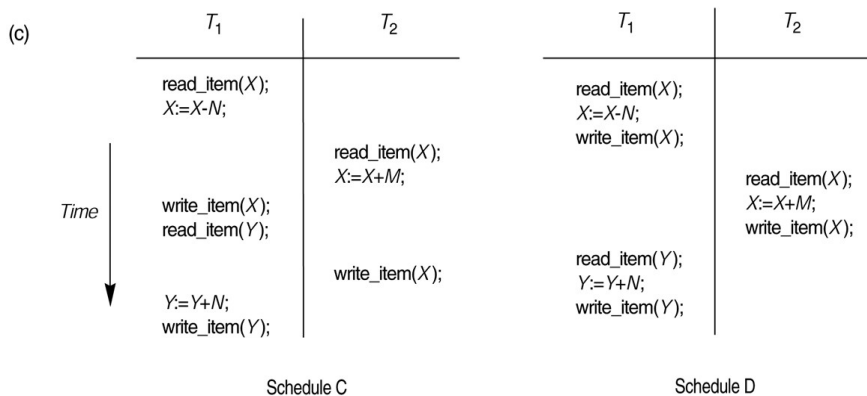 (c)
T1
T2
read_item(X);
X:=X-N;
read_item(X);
X:=X+M;
Time
write_item(X);
read_item(Y);
write_item(X);
Y:=Y+N;
write_item(Y);
Schedule C
T1
T2
read_item(X);
X:=X-N;
write_item(X);
read_item(X);
X:=X+M;
write_item(X);
read_item(Y);
Y:=Y+N;
write_item(Y);
Schedule D